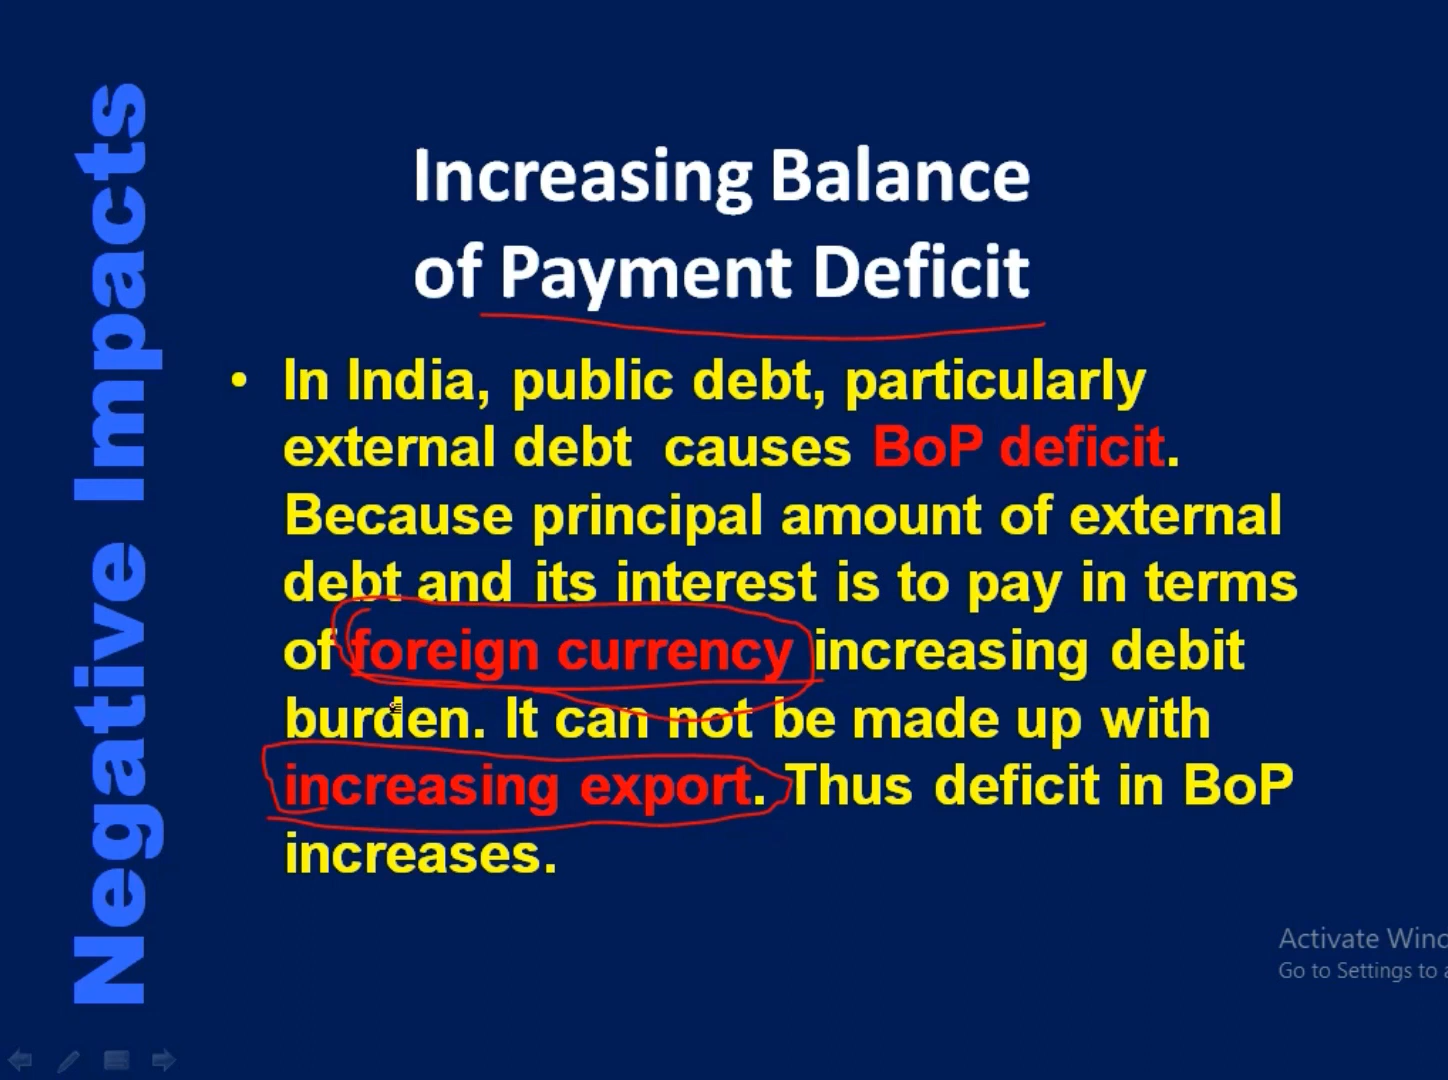 Negative Impacts
Increasing Balance
of Payment Deficit
• In India, public debt, particularly
external debt causes BoP deficit.
Because principal amount of external
debt and its interest is to pay in terms
of foreign currency increasing debit
burden. It can not be made up with
increasing export. Thus deficit in BoP
increases.
Activate Winc
Go to Settings to a